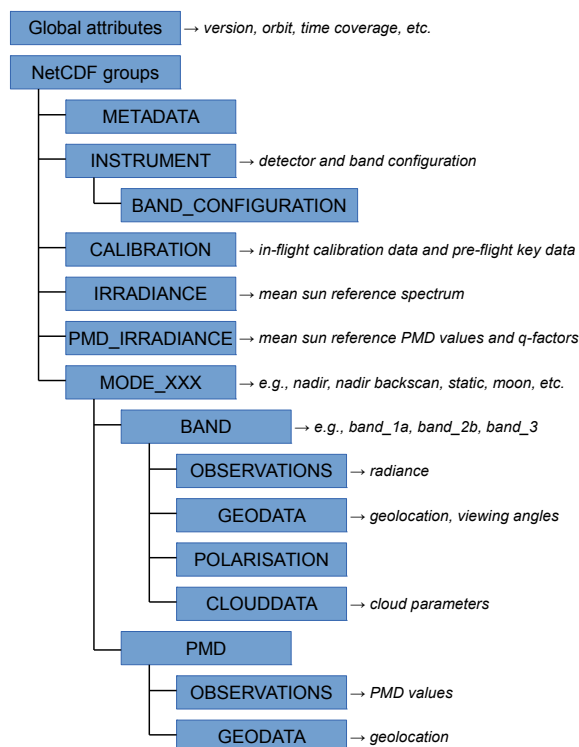 Global attributes → version, orbit, time coverage, etc.
NetCDF groups
METADATA
INSTRUMENT → detector and band configuration
BAND_CONFIGURATION
CALIBRATION → in-flight calibration data and pre-flight key data
IRRADIANCE → mean sun reference spectrum
PMD_IRRADIANCE → mean sun reference PMD values and q-factors
MODE_XXX → e.g., nadir, nadir backscan, static, moon, etc.
BAND → e.g., band_1a, band_2b, band_3
OBSERVATIONS → radiance
GEODATA → geolocation, viewing angles
POLARISATION
CLOUDDATA → cloud parameters
PMD
OBSERVATIONS → PMD values
GEODATA → geolocation